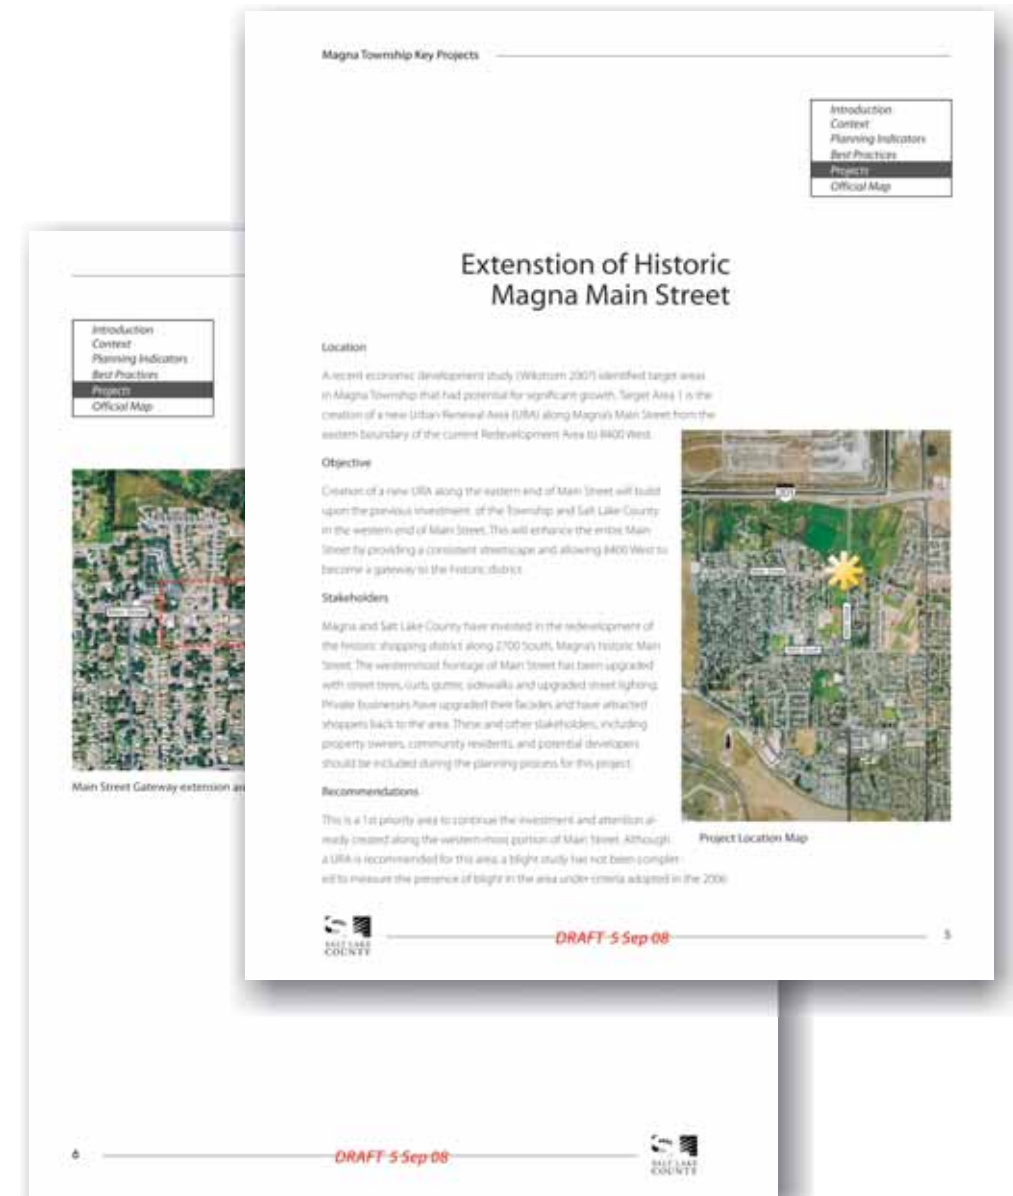 Magna Township Key Projects
Introduction
Context
Planning Indicators
Best Practices
Projects
Official Map
Extenstion of Historic
Magna Main Street
Location
A recent economic development study (Wikstrom 2007) identified target areas
in Magna Township that had potential for significant growth. Target Area 1 is the
creation of a new Urban Renewal Area (URA) along Magna's Main Street from the
eastern boundary of the current Redevelopment Area to 8400 West.
Objective
Creation of a new URA along the eastern end of Main Street will build
upon the previous investment of the Township and Salt Lake County
in the western end of Main Street. This will enhance the entire Main
Street by providing a consistent streetscape and allowing 8400 West to
become a gateway to the historic district.
Stakeholders
Magna and Salt Lake County have invested in the redevelopment of
the historic shopping district along 2700 South, Magna's historic Main
Street. The westernmost frontage of Main Street has been upgraded
with street trees, curb, gutter, sidewalks and upgraded street lighting.
Private businesses have upgraded their facades and have attracted
shoppers back to the area. These and other stakeholders, including
property owners, community residents, and potential developers
should be included during the planning process for this project.
Recommendations
This is a 1st priority area to continue the investment and attention al-
ready created along the western-most portion of Main Street. Although
a URA is recommended for this area, a blight study has not been complet-
ed to measure the presence of blight in the area under criteria adopted in the 2006
201
Main Street
Project Location Map
SALT LAKE
COUNTY
DRAFT 5 Sep 08
5
Introduction
Context
Planning Indicators
Best Practices
Projects
Official Map
Main Street
Main Street Gateway extension
6
DRAFT 5 Sep 08
SALT LAKE
COUNTY